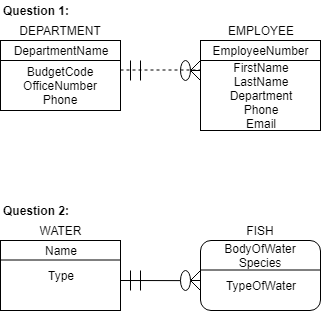 Question 1:
DEPARTMENT
DepartmentName
BudgetCode
OfficeNumber
Phone
EMPLOYEE
EmployeeNumber
FirstName
LastName
Department
Phone
Email
Question 2:
WATER
Name
Type
FISH
BodyOfWater
Species
TypeOfWater